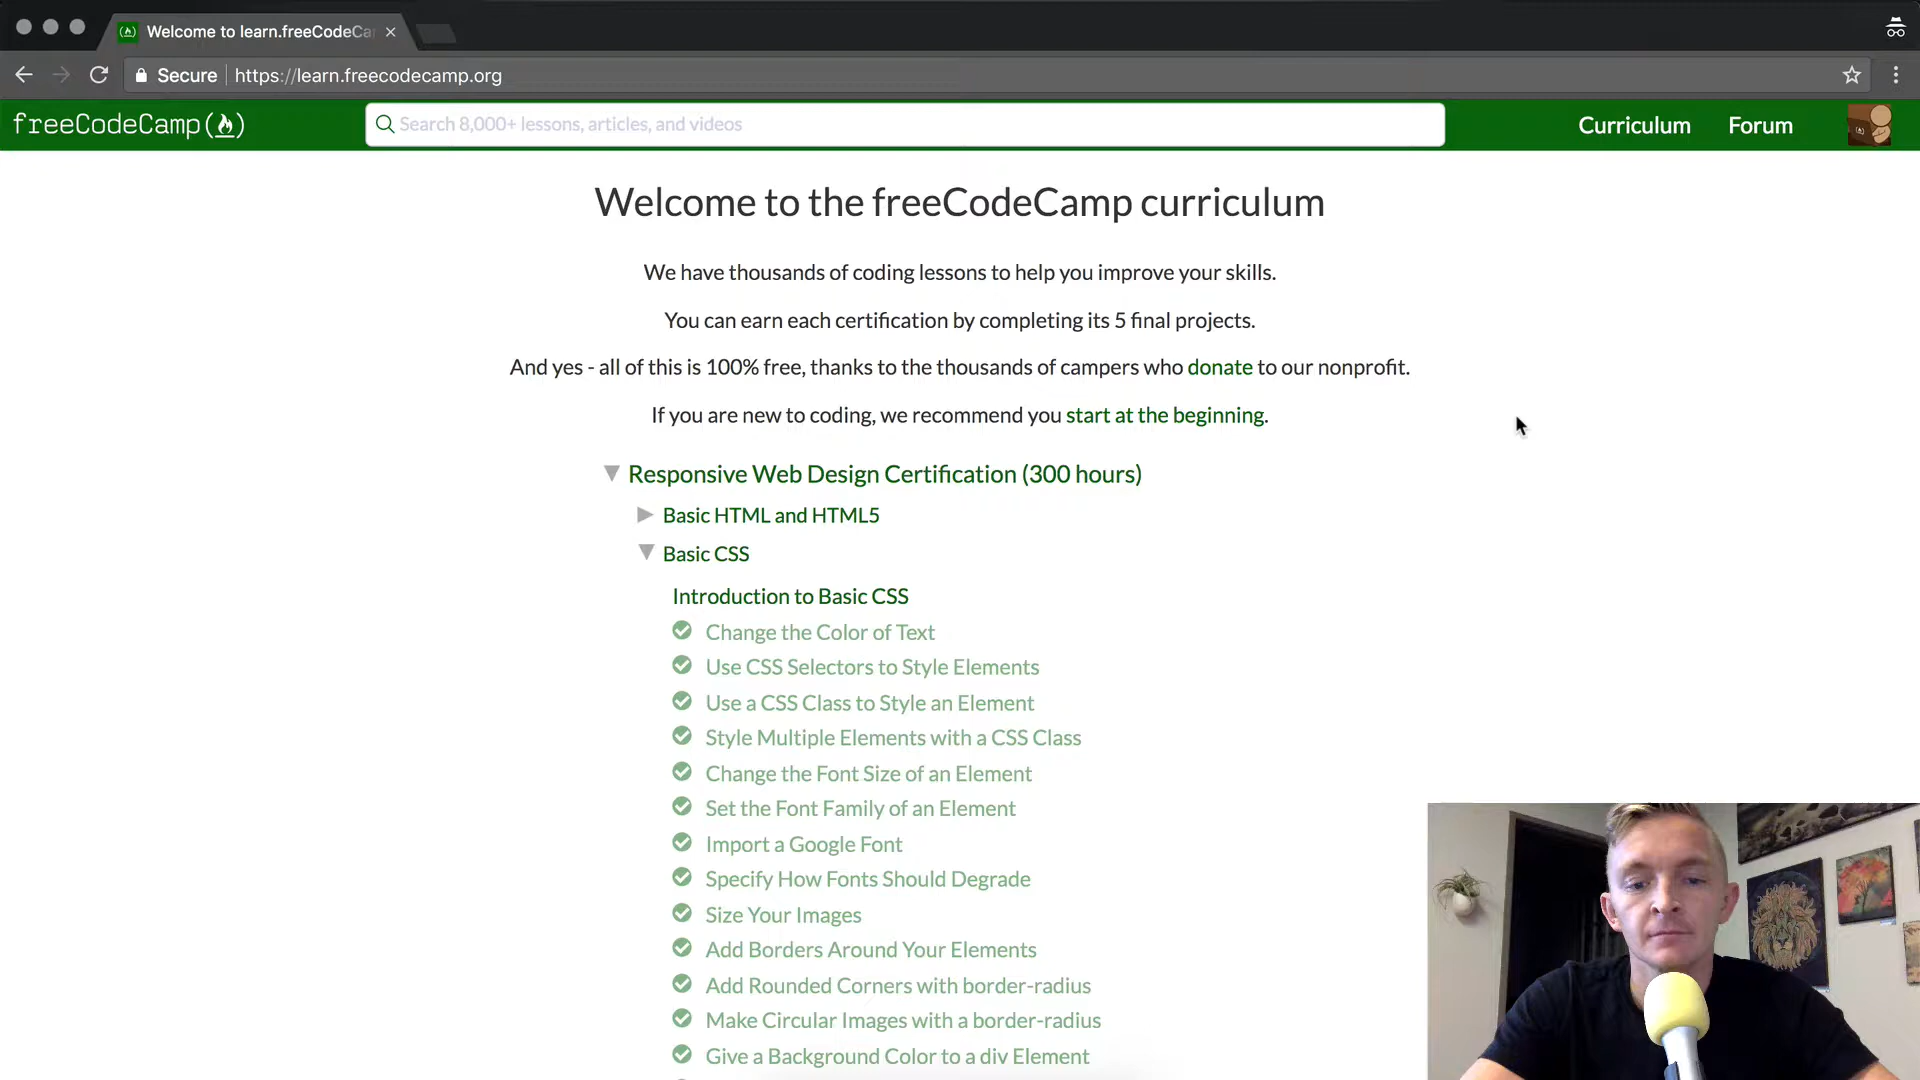 Welcome to learn.freeCodeCa
Secure
https://learn.freecodecamp.org
freeCodeCamp
Search 8,000+ lessons, articles, and videos
Curriculum
Forum
Welcome to the freeCodeCamp curriculum
We have thousands of coding lessons to help you improve your skills.
You can earn each certification by completing its 5 final projects.
And yes - all of this is 100% free, thanks to the thousands of campers who donate to our nonprofit.
If you are new to coding, we recommend you start at the beginning.
Responsive Web Design Certification (300 hours)
Basic HTML and HTML5
Basic CSS
Introduction to Basic CSS
Change the Color of Text
Use CSS Selectors to Style Elements
Use a CSS Class to Style an Element
Style Multiple Elements with a CSS Class
Change the Font Size of an Element
Set the Font Family of an Element
Import a Google Font
Specify How Fonts Should Degrade
Size Your Images
Add Borders Around Your Elements
Add Rounded Corners with border-radius
Make Circular Images with a border-radius
Give a Background Color to a div Element